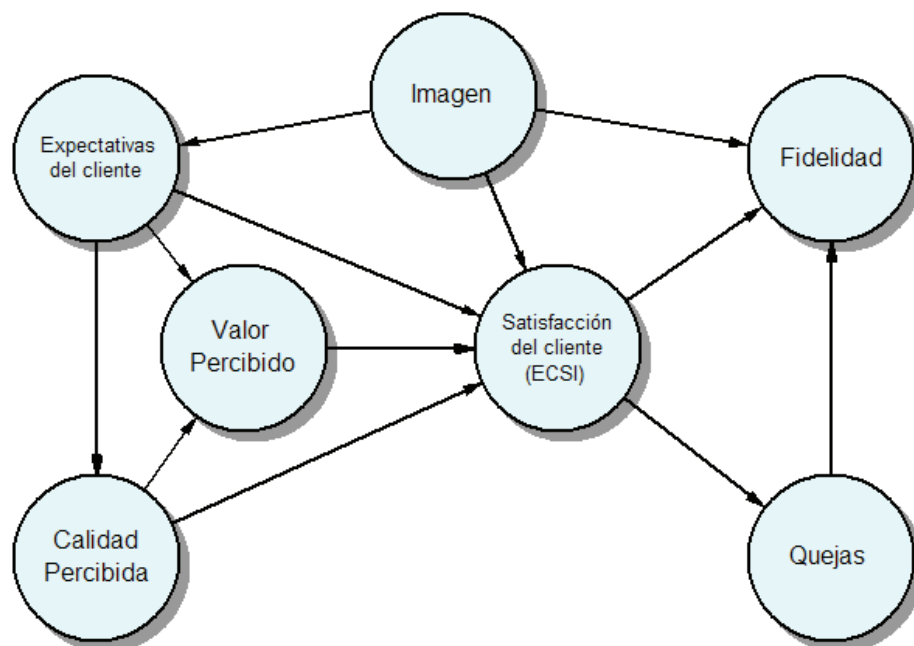 Imagen
Expectativas
del cliente
Fidelidad
Valor
Percibido
Satisfacción
del cliente
(ECSI)
Calidad
Percibida
Quejas